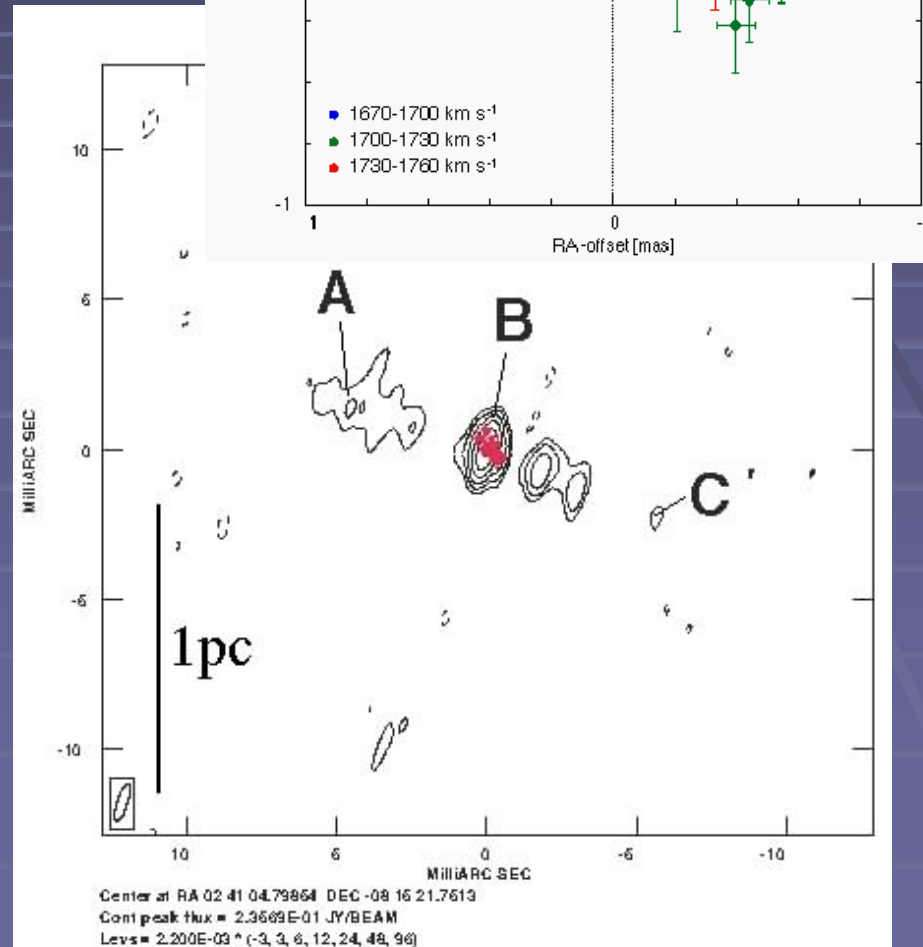 1670-1700 km s⁻¹
1700-1730 km s⁻¹
1730-1760 km s⁻¹
-1
1
0
RA-offset [mas]
10
5
0
-5
-10
MilliARC SEC
A
B
C
1pc
10
5
0
-5
-10
MilliARC SEC
Center at RA 02 41 04.79864 DEC -08 15 21.7513
Cont peak flux = 2.3569E-01 JY/BEAM
Levs = 2.200E-03 * (-3, 3, 6, 12, 24, 48, 96)